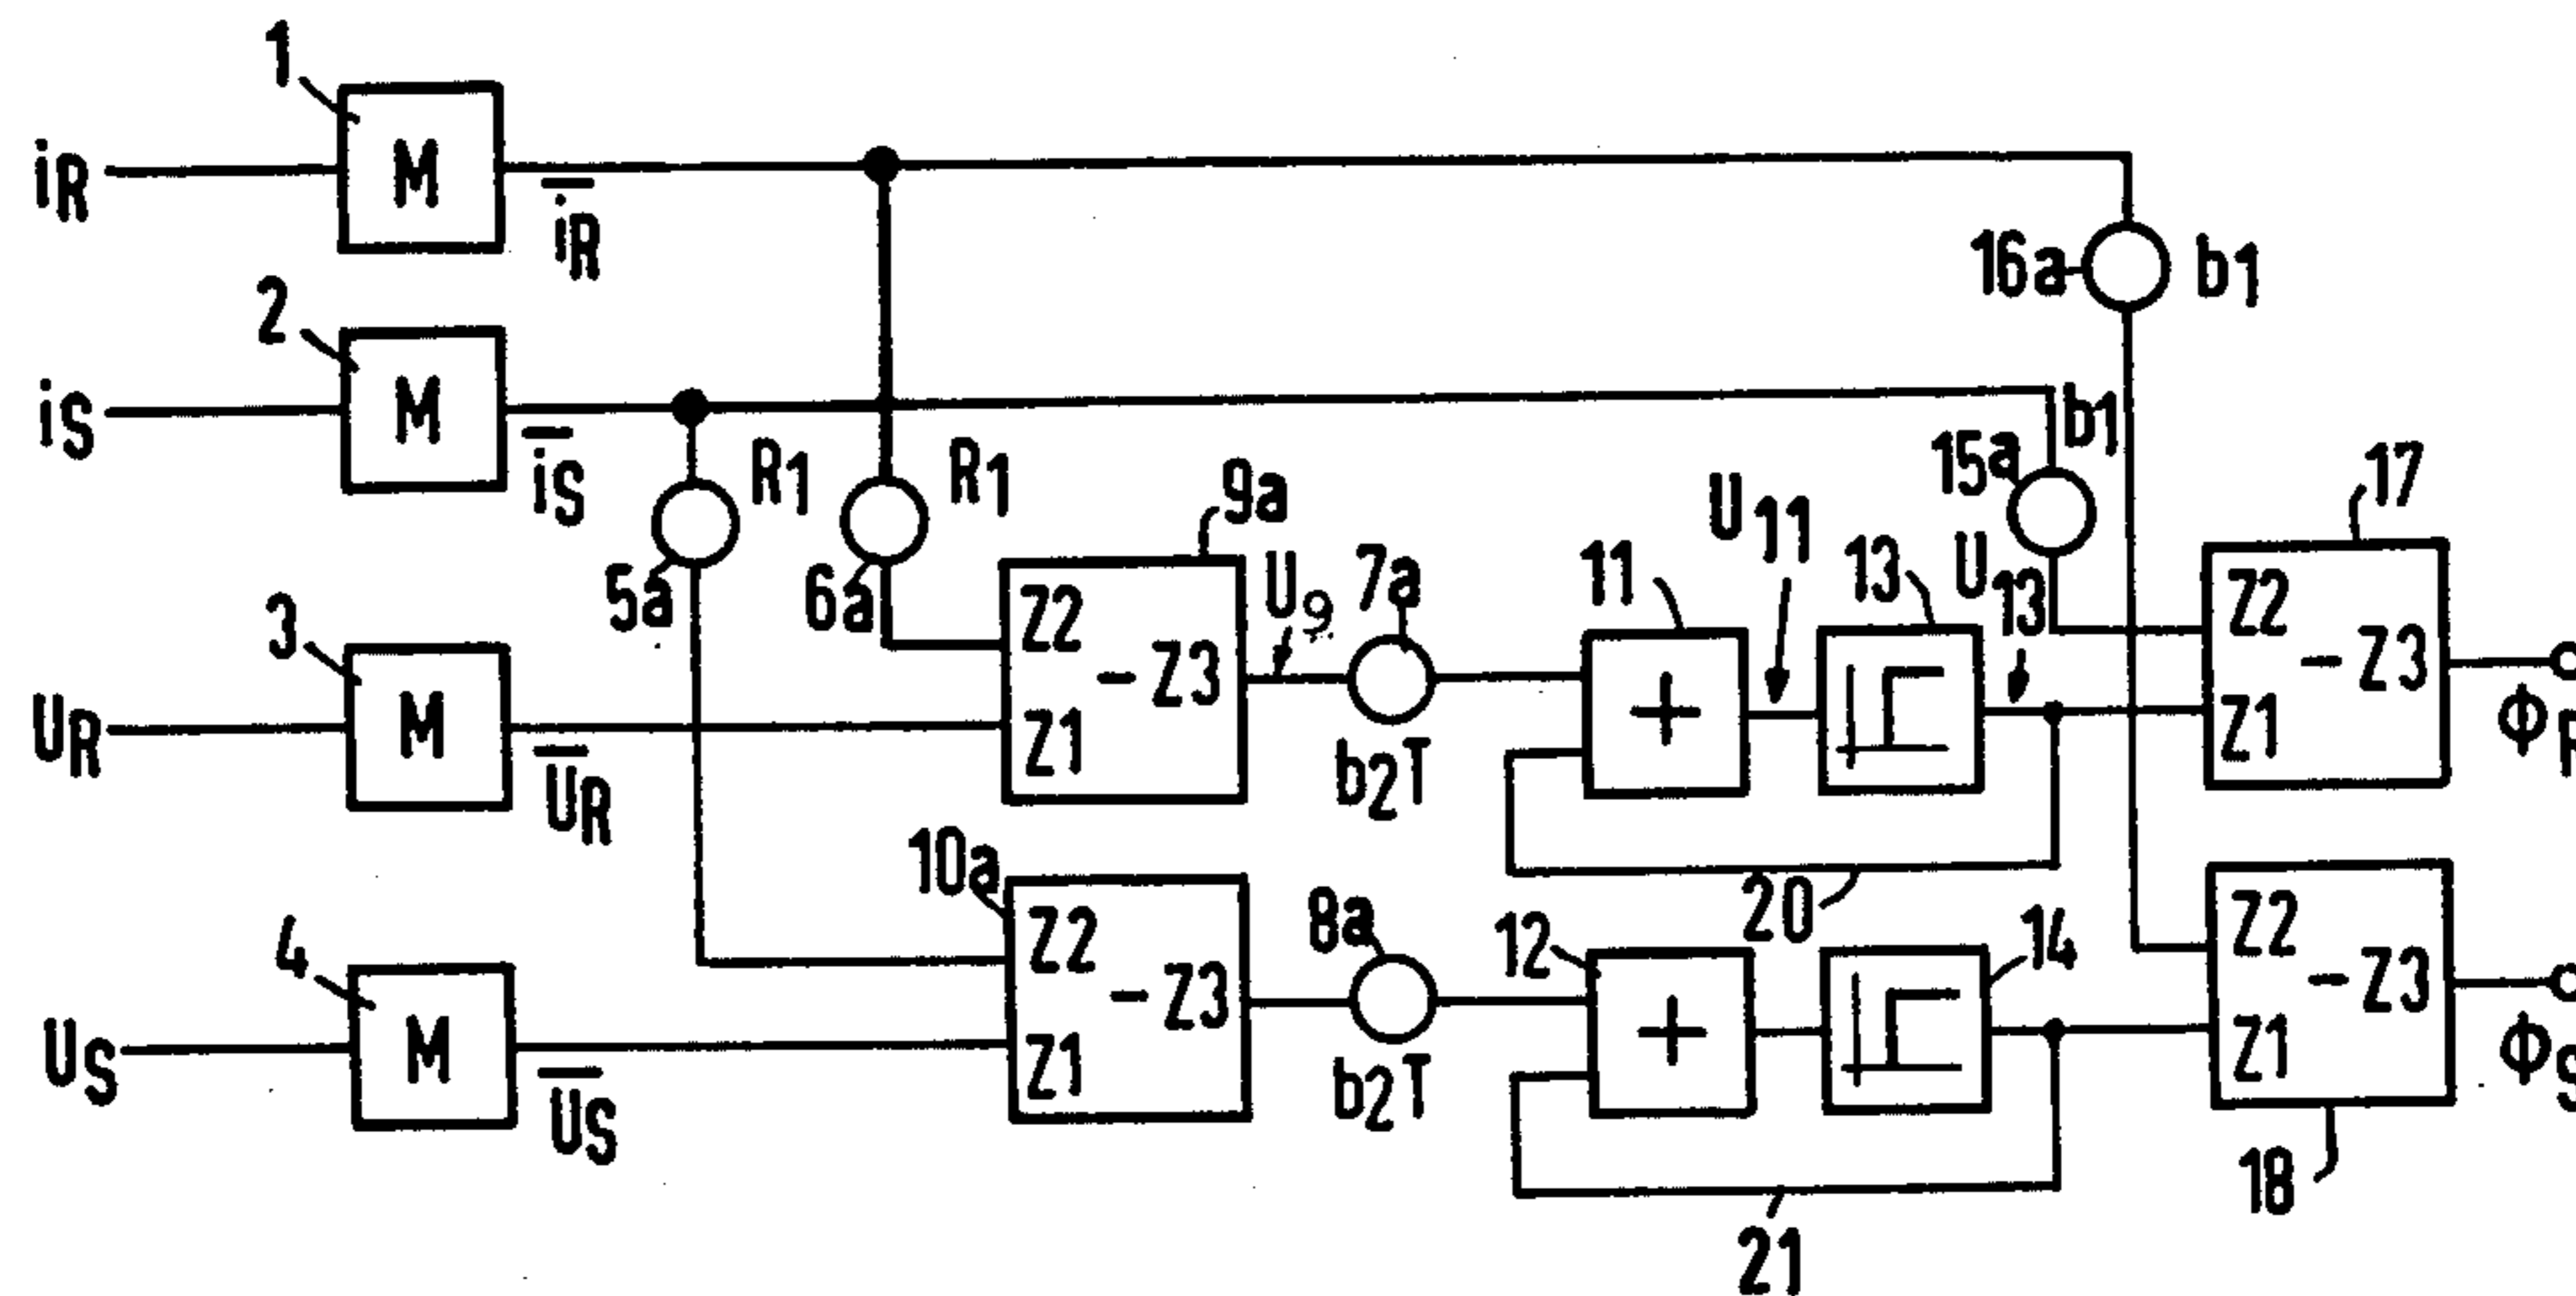 1
iR
M
iR
16a
b1
2
iS
M
iS
R1
R1
b1
15a
5a
6a
9a
U9
7a
U11
11
13
U13
17
3
UR
M
UR
Z2
-Z3
Z1
b2T
+
Z2
-Z3
Z1
ΦR
20
10a
8a
12
14
4
US
M
US
Z2
-Z3
Z1
b2T
+
Z2
-Z3
Z1
ΦS
18
21